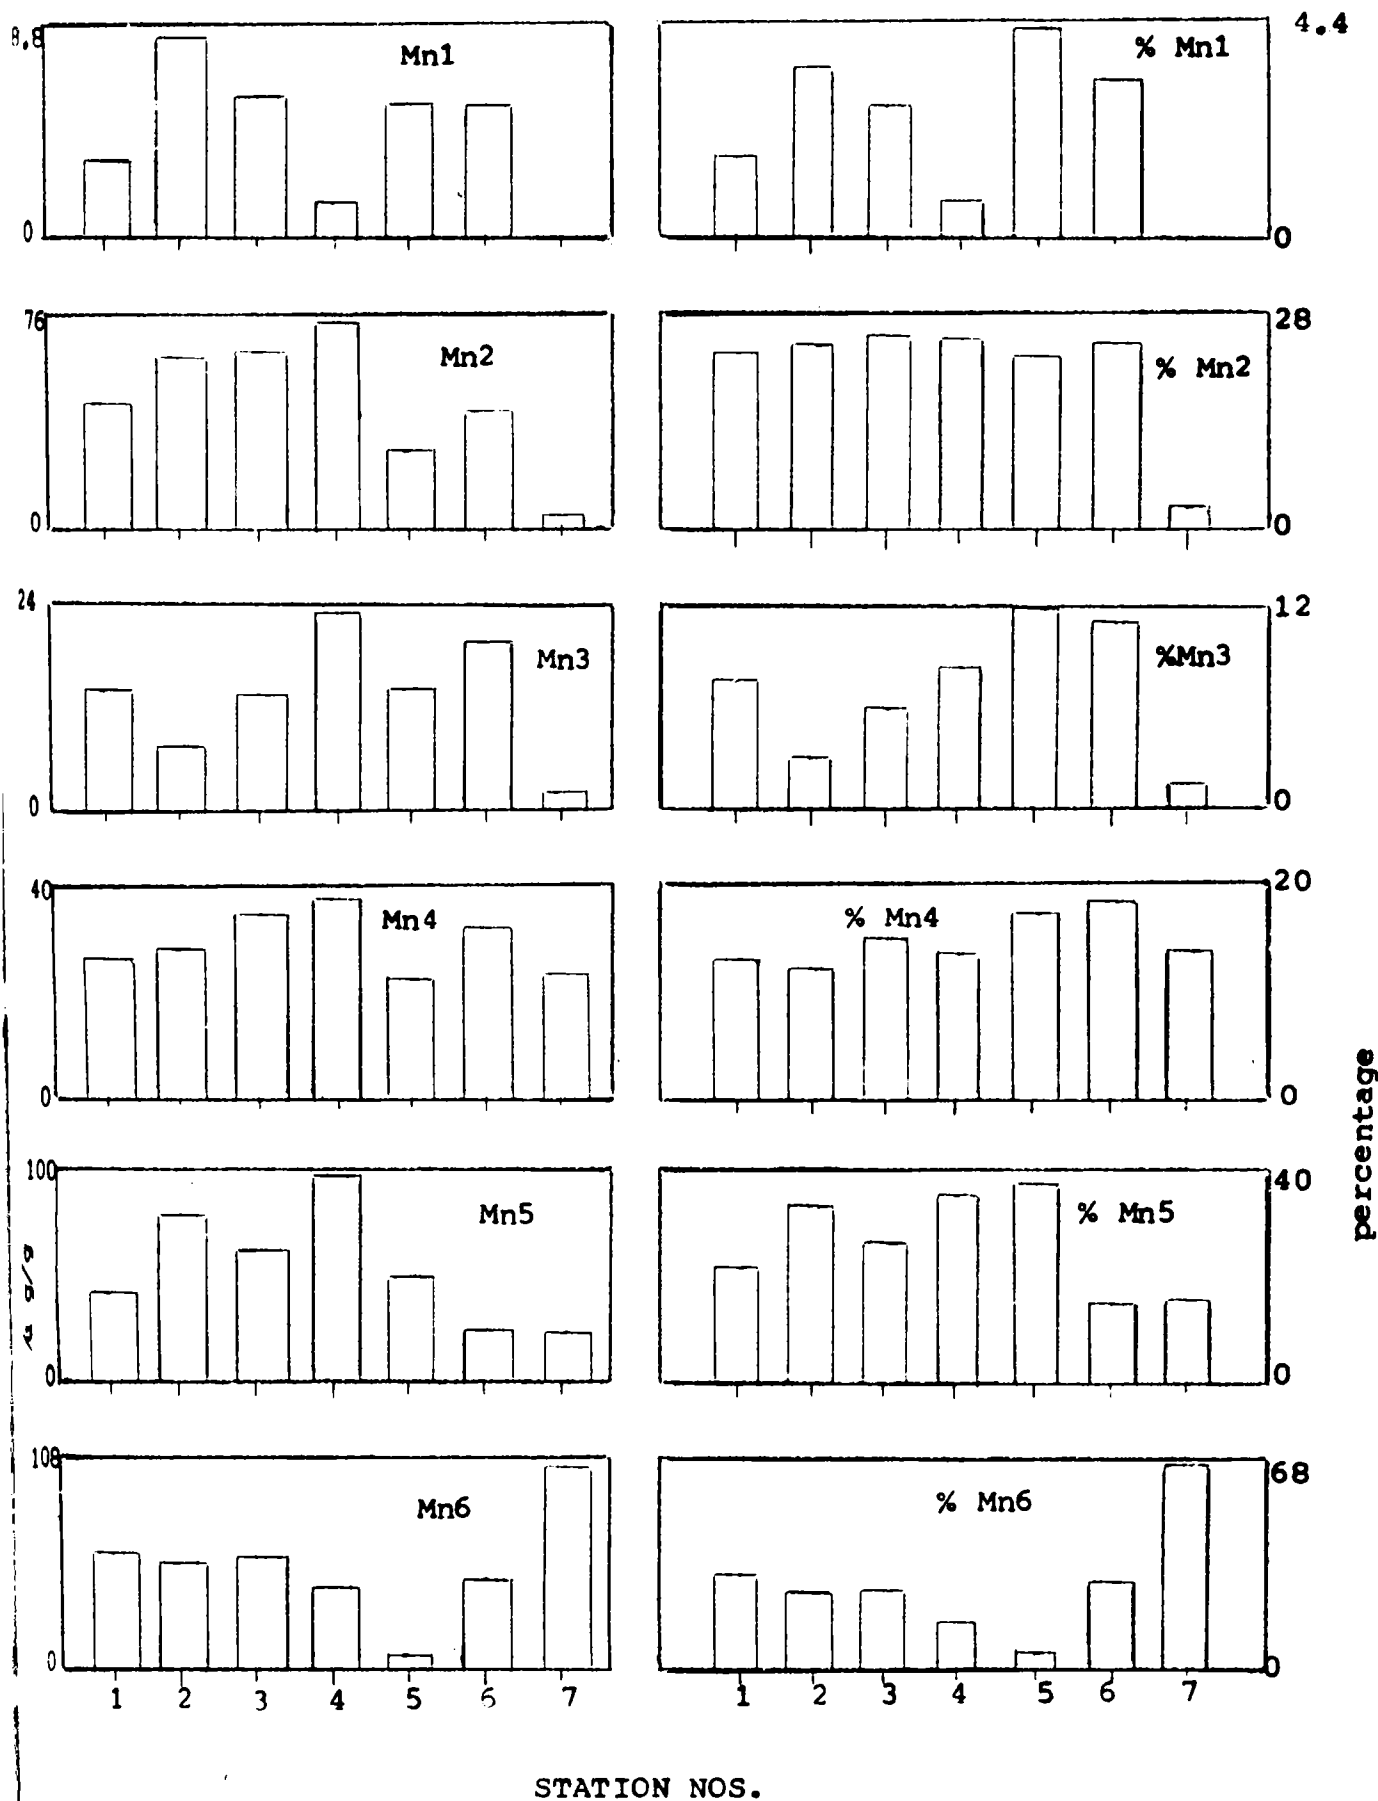 8.8 Mn1 % Mn1 4.4
0 0
76 Mn2 28
% Mn2
0 0
24 Mn3 %Mn3 12
0 0
40 Mn4 % Mn4 20
0 0
100 Mn5 % Mn5 40
μ g/g
percentage
0 0
108 Mn6 % Mn6 68
0 0
1 2 3 4 5 6 7 1 2 3 4 5 6 7
STATION NOS.